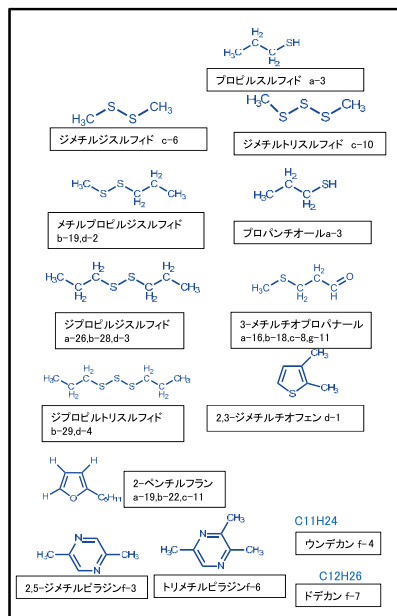 H2
C
SH
H3C
C
H2
プロピルスルフィド a-3
S
CH3
H3C
S
ジメチルジスルフィド c-6
H3C
S
CH3
S
S
ジメチルトリスルフィド c-10
H2
C
S
CH3
H3C
S
C
H2
メチルプロピルジスルフィド
b-19,d-2
H2
C
SH
H3C
C
H2
プロパンチオールa-3
H3C
H2
C
S
C
H2
C
H2
S
C
H2
CH3
ジプロピルジスルフィド
a-26,b-28,d-3
H2
C
S
O
H3C
C
H2
C
H
3-メチルチオプロパナール
a-16,b-18,c-8,g-11
H2
C
S
S
C
H2
CH3
H3C
C
H2
S
C
H2
ジプロピルトリスルフィド
b-29,d-4
CH3
S
CH3
2,3-ジメチルチオフェン d-1
H
H
H
O
C5H11
2-ペンチルフラン
a-19,b-22,c-11
N
CH3
H3C
N
2,5-ジメチルピラジンf-3
CH3
N
CH3
H3C
N
トリメチルピラジンf-6
C11H24
ウンデカン f-4
C12H26
ドデカン f-7